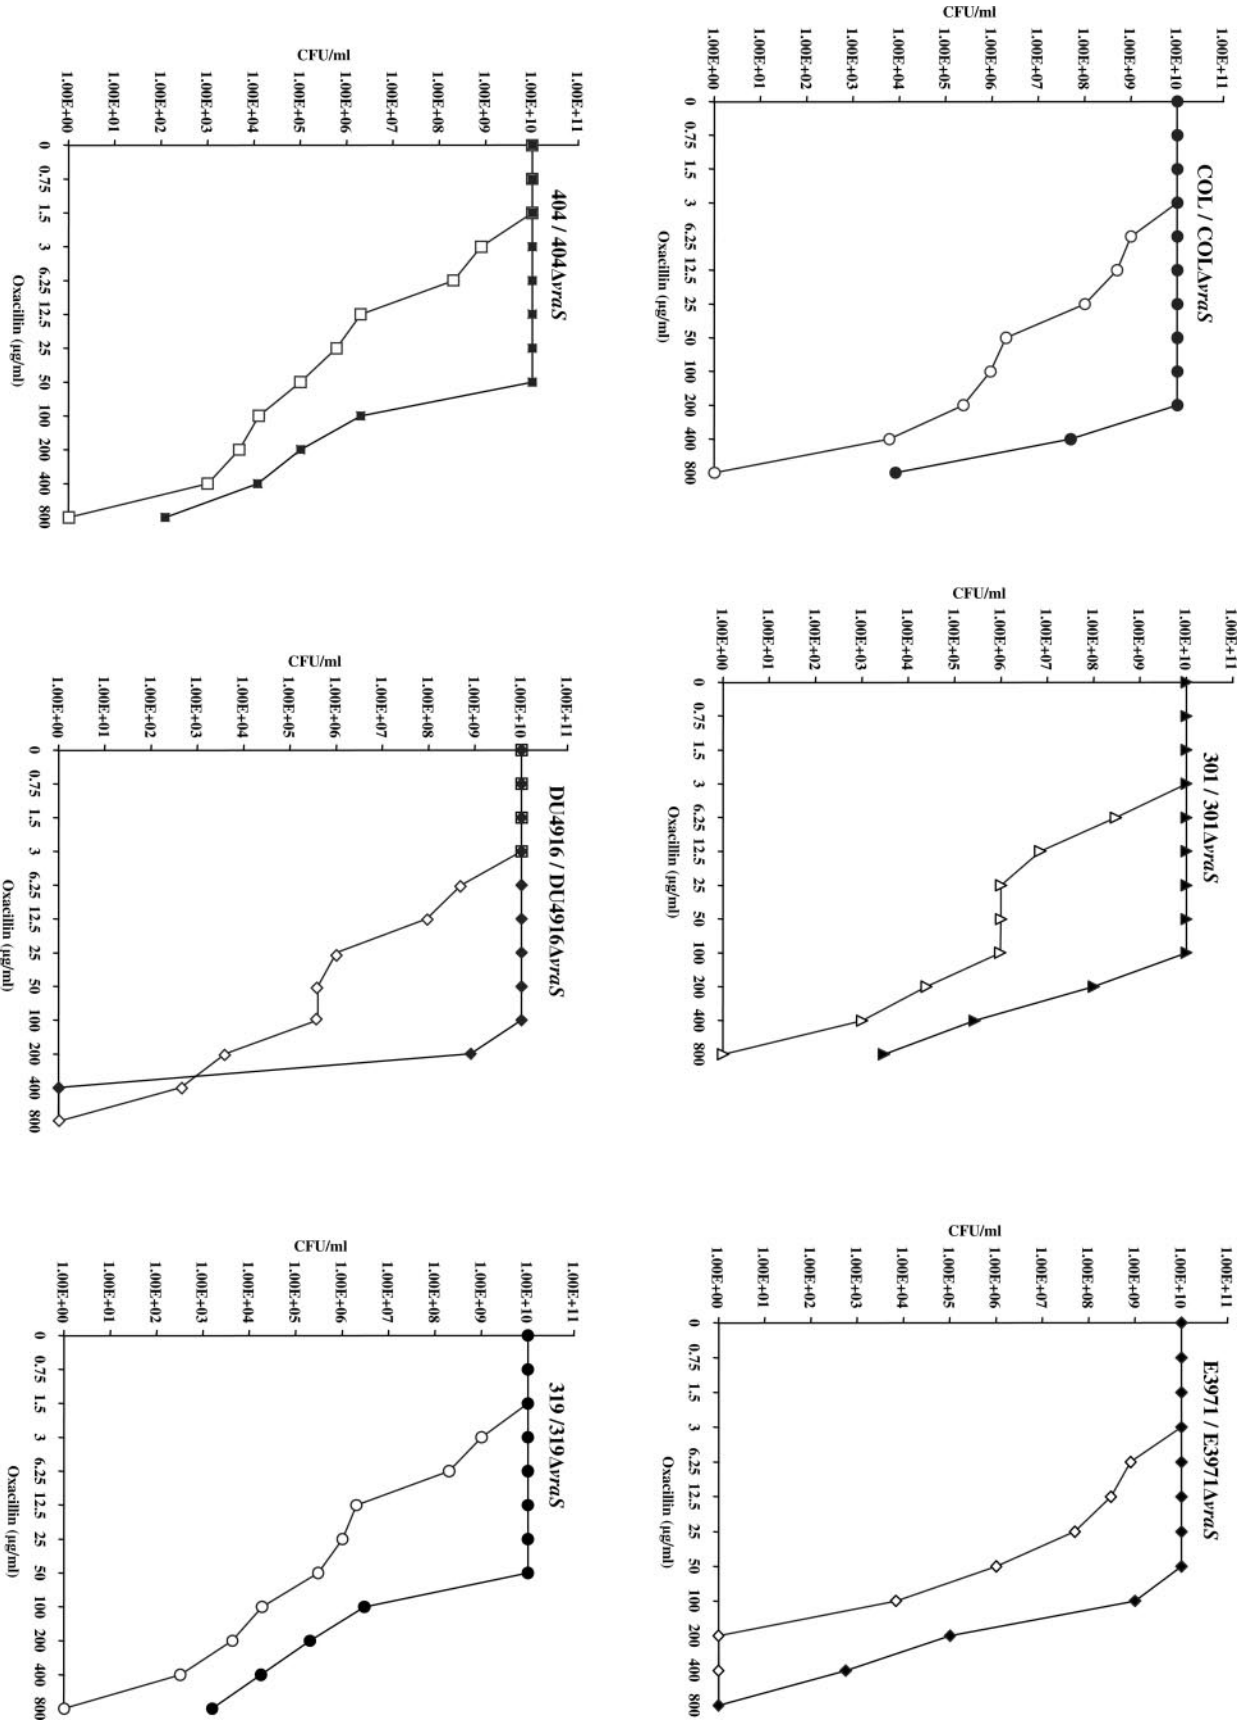 COL / COLΔvraS
1.00E+11
1.00E+10
1.00E+09
1.00E+08
1.00E+07
1.00E+06
1.00E+05
1.00E+04
1.00E+03
1.00E+02
1.00E+01
1.00E+00
CFU/ml
0 0.75 1.5 3 6.25 12.5 25 50 100 200 400 800
Oxacillin (µg/ml)
301 / 301ΔvraS
1.00E+11
1.00E+10
1.00E+09
1.00E+08
1.00E+07
1.00E+06
1.00E+05
1.00E+04
1.00E+03
1.00E+02
1.00E+01
1.00E+00
CFU/ml
0 0.75 1.5 3 6.25 12.5 25 50 100 200 400 800
Oxacillin (µg/ml)
E3971 / E3971ΔvraS
1.00E+11
1.00E+10
1.00E+09
1.00E+08
1.00E+07
1.00E+06
1.00E+05
1.00E+04
1.00E+03
1.00E+02
1.00E+01
1.00E+00
CFU/ml
0 0.75 1.5 3 6.25 12.5 25 50 100 200 400 800
Oxacillin (µg/ml)
404 / 404ΔvraS
1.00E+11
1.00E+10
1.00E+09
1.00E+08
1.00E+07
1.00E+06
1.00E+05
1.00E+04
1.00E+03
1.00E+02
1.00E+01
1.00E+00
CFU/ml
0 0.75 1.5 3 6.25 12.5 25 50 100 200 400 800
Oxacillin (µg/ml)
DU4916 / DU4916ΔvraS
1.00E+11
1.00E+10
1.00E+09
1.00E+08
1.00E+07
1.00E+06
1.00E+05
1.00E+04
1.00E+03
1.00E+02
1.00E+01
1.00E+00
CFU/ml
0 0.75 1.5 3 6.25 12.5 25 50 100 200 400 800
Oxacillin (µg/ml)
319 /319ΔvraS
1.00E+11
1.00E+10
1.00E+09
1.00E+08
1.00E+07
1.00E+06
1.00E+05
1.00E+04
1.00E+03
1.00E+02
1.00E+01
1.00E+00
CFU/ml
0 0.75 1.5 3 6.25 12.5 25 50 100 200 400 800
Oxacillin (µg/ml)